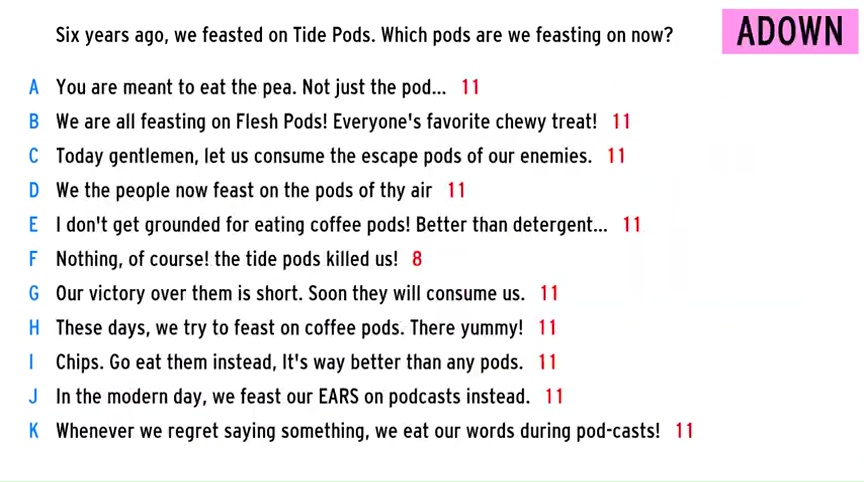 Six years ago, we feasted on Tide Pods. Which pods are we feasting on now?
ADOWN
A You are meant to eat the pea. Not just the pod... 11
B We are all feasting on Flesh Pods! Everyone's favorite chewy treat! 11
C Today gentlemen, let us consume the escape pods of our enemies. 11
D We the people now feast on the pods of thy air 11
E I don't get grounded for eating coffee pods! Better than detergent... 11
F Nothing, of course! the tide pods killed us! 8
G Our victory over them is short. Soon they will consume us. 11
H These days, we try to feast on coffee pods. There yummy! 11
I Chips. Go eat them instead, It's way better than any pods. 11
J In the modern day, we feast our EARS on podcasts instead. 11
K Whenever we regret saying something, we eat our words during pod-casts! 11